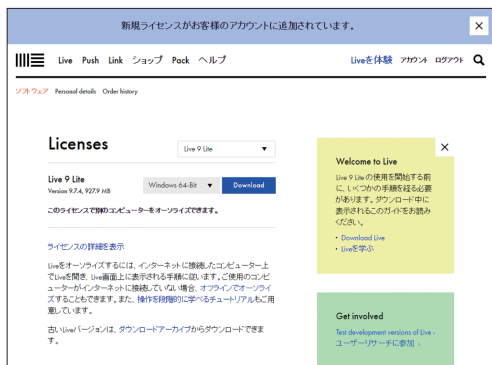 新規ライセンスがお客様のアカウントに追加されています。
Live Push Link ショップ Pack ヘルプ Liveを体験 アカウント ログアウト
ソフトウェア Personal details Order history
Licenses
Live 9 Lite
Live 9 Lite
Version 9.7.4, 927.9 MB
Windows 64-Bit
Download
このライセンスで別のコンピューターをオーソライズできます。
ライセンスの詳細を表示
Liveをオーソライズするには、インターネットに接続したコンピューター上
でLiveを開き、Live画面上に表示される手順に従います。ご使用のコンピ
ューターがインターネットに接続していない場合、オフラインでオーソライ
ズすることもできます。また、操作を段階的に学べるチュートリアルもご用
意しています。
古いLiveバージョンは、ダウンロードアーカイブからダウンロードできま
す。
Welcome to Live
Live 9 Liteの使用を開始する前
に、いくつかの手順を経る必要
があります。ダウンロード中に
表示されるこのガイドをお読み
ください。
• Download Live
• Liveを学ぶ
Get involved
Test development versions of Live ›
ユーザーリサーチに参加 ›